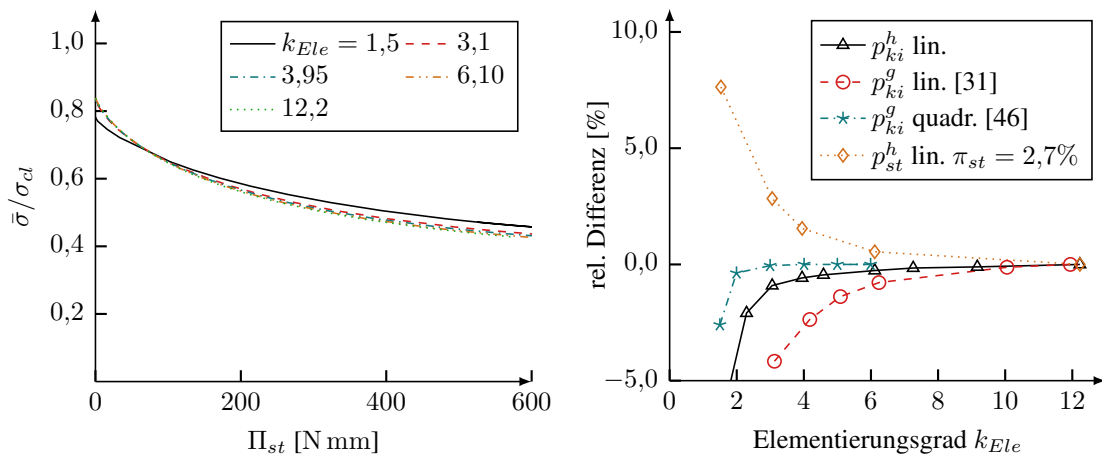 1,0
0,8
0,6
0,4
0,2
σ̄/σ_cl
0 200 400 600
Π_st [N mm]
k_Ele = 1,5 3,1
3,95 6,10
12,2
10,0
5,0
0,0
−5,0
rel. Differenz [%]
0 2 4 6 8 10 12
Elementierungsgrad k_Ele
p^h_ki lin.
p^g_ki lin. [31]
p^g_ki quadr. [46]
p^h_st lin. π_st = 2,7%